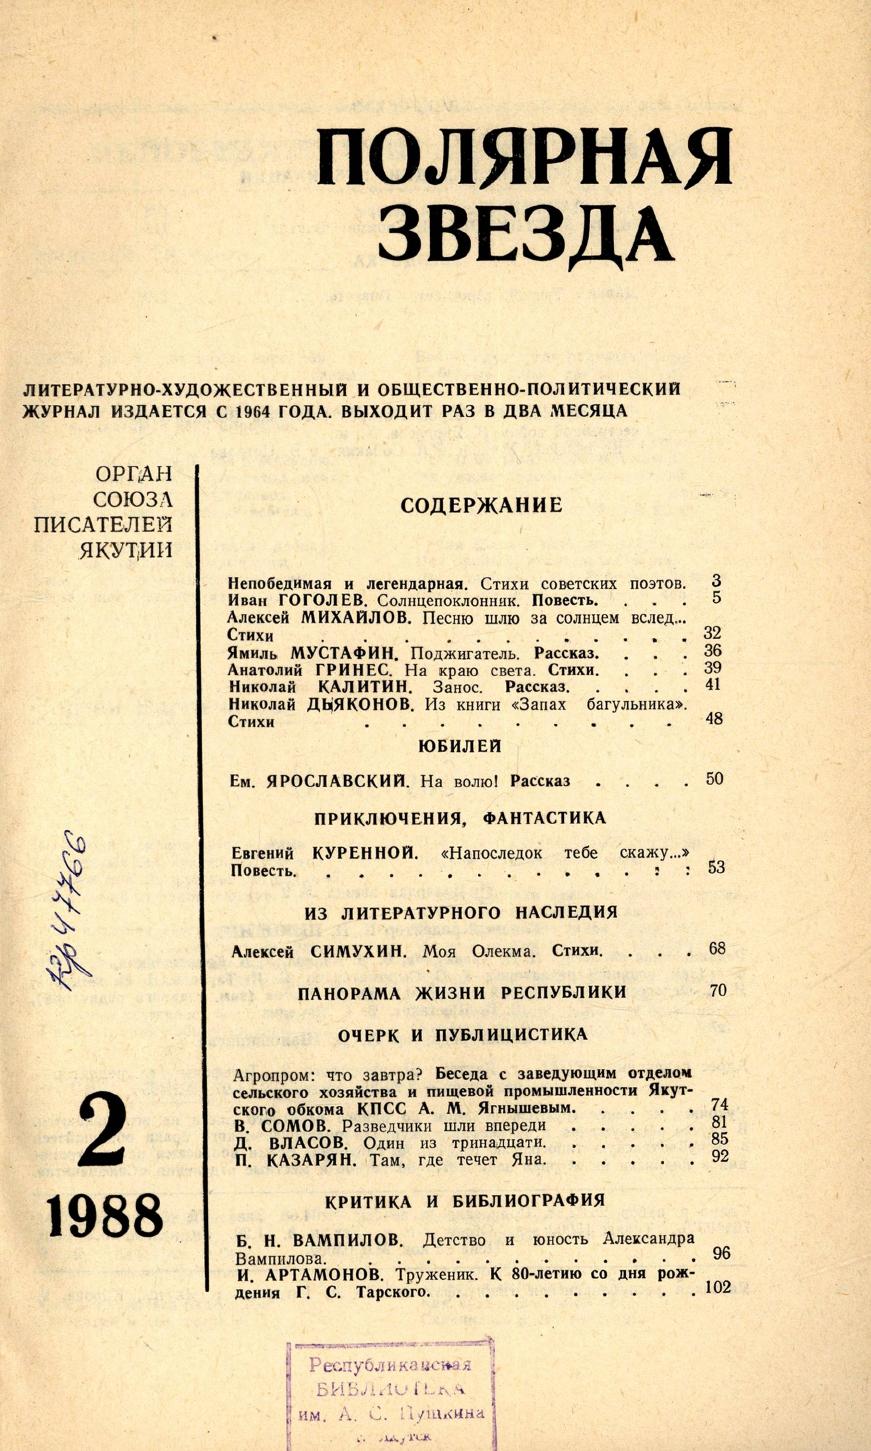 ПОЛЯРНАЯ
ЗВЕЗДА
ЛИТЕРАТУРНО-ХУДОЖЕСТВЕННЫЙ И ОБЩЕСТВЕННО-ПОЛИТИЧЕСКИЙ
ЖУРНАЛ ИЗДАЕТСЯ С 1964 ГОДА. ВЫХОДИТ РАЗ В ДВА МЕСЯЦА
ОРГАН
СОЮЗА
ПИСАТЕЛЕЙ
ЯКУТИИ
СОДЕРЖАНИЕ
Непобедимая и легендарная. Стихи советских поэтов. 3
Иван ГОГОЛЕВ. Солнцепоклонник. Повесть. . . . 5
Алексей МИХАЙЛОВ. Песню шлю за солнцем вслед...
Стихи . . . . . . . . . . 32
Ямиль МУСТАФИН. Поджигатель. Рассказ. . . . 36
Анатолий ГРИНЕС. На краю света. Стихи. . . . 39
Николай КАЛИТИН. Занос. Рассказ. . . . . 41
Николай ДЬЯКОНОВ. Из книги «Запах багульника».
Стихи . . . . . . . . . 48
ЮБИЛЕЙ
Ем. ЯРОСЛАВСКИЙ. На волю! Рассказ . . . . 50
ПРИКЛЮЧЕНИЯ, ФАНТАСТИКА
Евгений КУРЕННОЙ. «Напоследок тебе скажу...»
Повесть. . . . . . . . . . . : : 53
ИЗ ЛИТЕРАТУРНОГО НАСЛЕДИЯ
Алексей СИМУХИН. Моя Олекма. Стихи. . . . 68
ПАНОРАМА ЖИЗНИ РЕСПУБЛИКИ 70
ОЧЕРК И ПУБЛИЦИСТИКА
Агропром: что завтра? Беседа с заведующим отделом
сельского хозяйства и пищевой промышленности Якут-
ского обкома КПСС А. М. Ягнышевым. . . . . 74
В. СОМОВ. Разведчики шли впереди . . . . . 81
Д. ВЛАСОВ. Один из тринадцати. . . . . . 85
П. КАЗАРЯН. Там, где течет Яна. . . . . . 92
КРИТИКА И БИБЛИОГРАФИЯ
Б. Н. ВАМПИЛОВ. Детство и юность Александра
Вампилова. . . . . . . . . . . 96
И. АРТАМОНОВ. Труженик. К 80-летию со дня рож-
дения Г. С. Тарского. . . . . . . . . 102
кр47766
2
1988
Республиканская
БИБЛИОТЕКА
им. А. С. Пушкина
г. Якутск